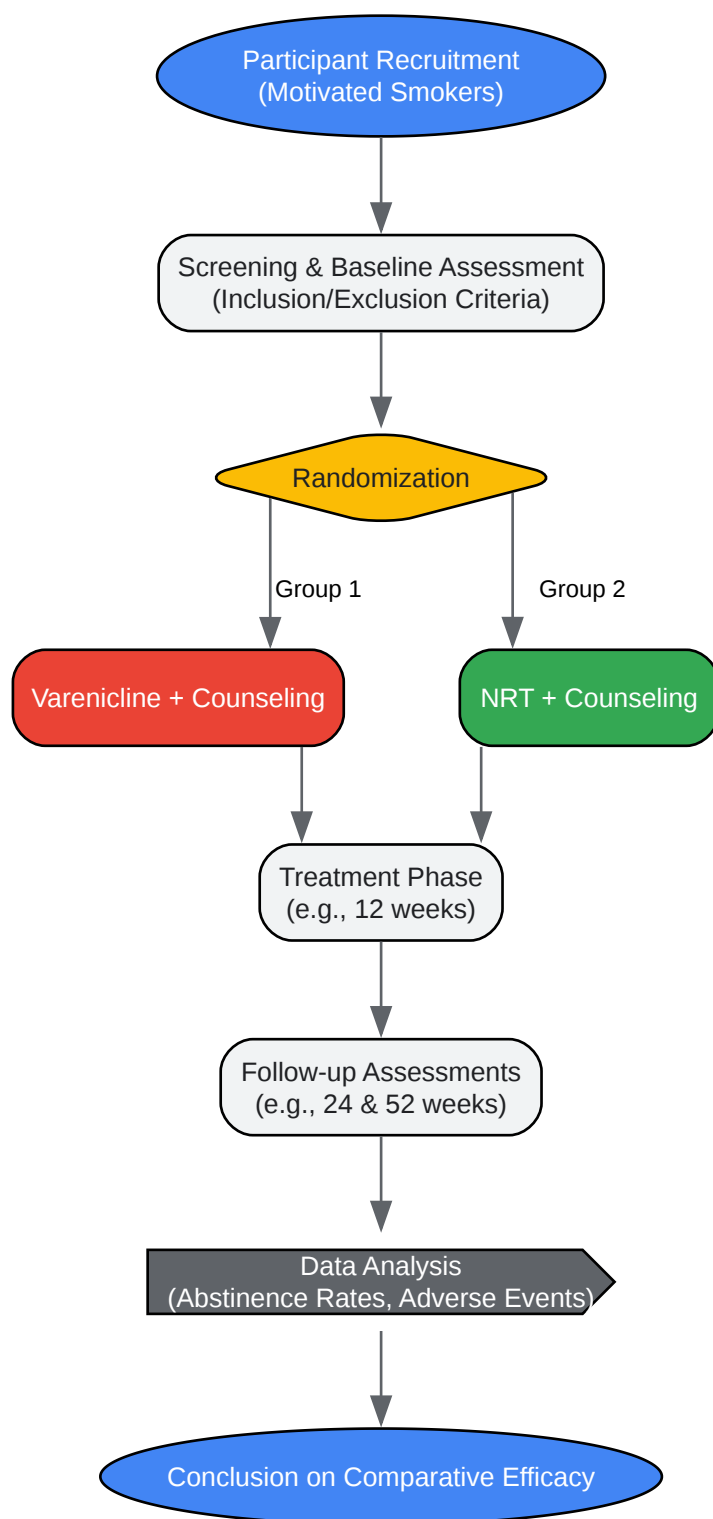 Participant Recruitment
(Motivated Smokers)
Screening & Baseline Assessment
(Inclusion/Exclusion Criteria)
Randomization
Group 1
Group 2
Varenicline + Counseling
NRT + Counseling
Treatment Phase
(e.g., 12 weeks)
Follow-up Assessments
(e.g., 24 & 52 weeks)
Data Analysis
(Abstinence Rates, Adverse Events)
Conclusion on Comparative Efficacy